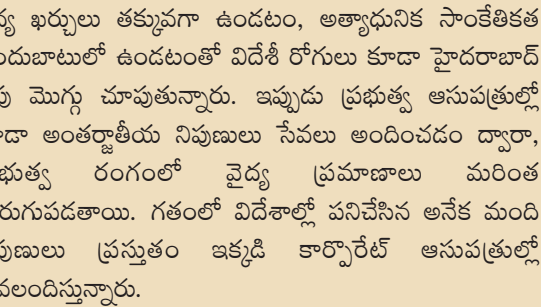 ద్య ఖర్చులు తక్కువగా ఉండటం, అత్యాధునిక సాంకేతికత
ందుబాటులో ఉండటంతో విదేశీ రోగులు కూడా హైదరాబాద్
పు మొగ్గు చూపుతున్నారు. ఇప్పుడు ప్రభుత్వ ఆసుపత్రుల్లో
డా అంతర్జాతీయ నిపుణులు సేవలు అందించడం ద్వారా,
భుత్వ రంగంలో వైద్య ప్రమాణాలు మరింత
రుగుపడతాయి. గతంలో విదేశాల్లో పనిచేసిన అనేక మంది
పుణులు ప్రస్తుతం ఇక్కడి కార్పొరేట్ ఆసుపత్రుల్లో
వలందిస్తున్నారు.